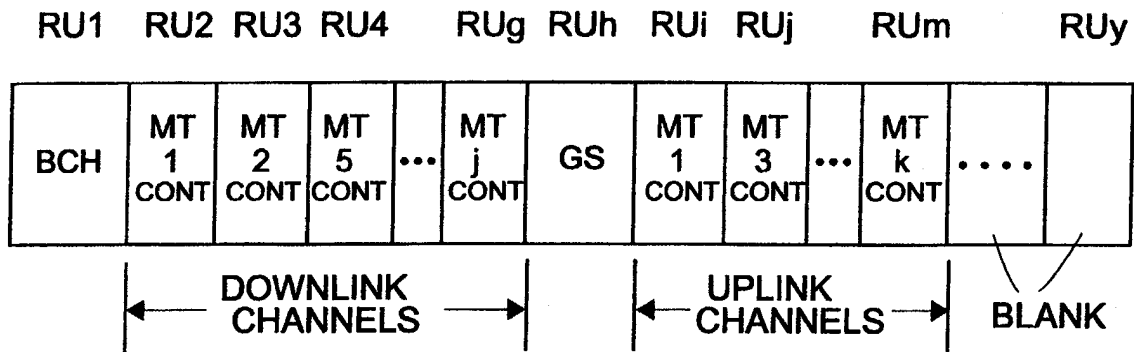 RU1 RU2 RU3 RU4 RUg RUh RUi RUj RUm RUy
BCH
MT 1 CONT
MT 2 CONT
MT 5 CONT
•••
MT j CONT
GS
MT 1 CONT
MT 3 CONT
•••
MT k CONT
• • • •
DOWNLINK CHANNELS
UPLINK CHANNELS
BLANK